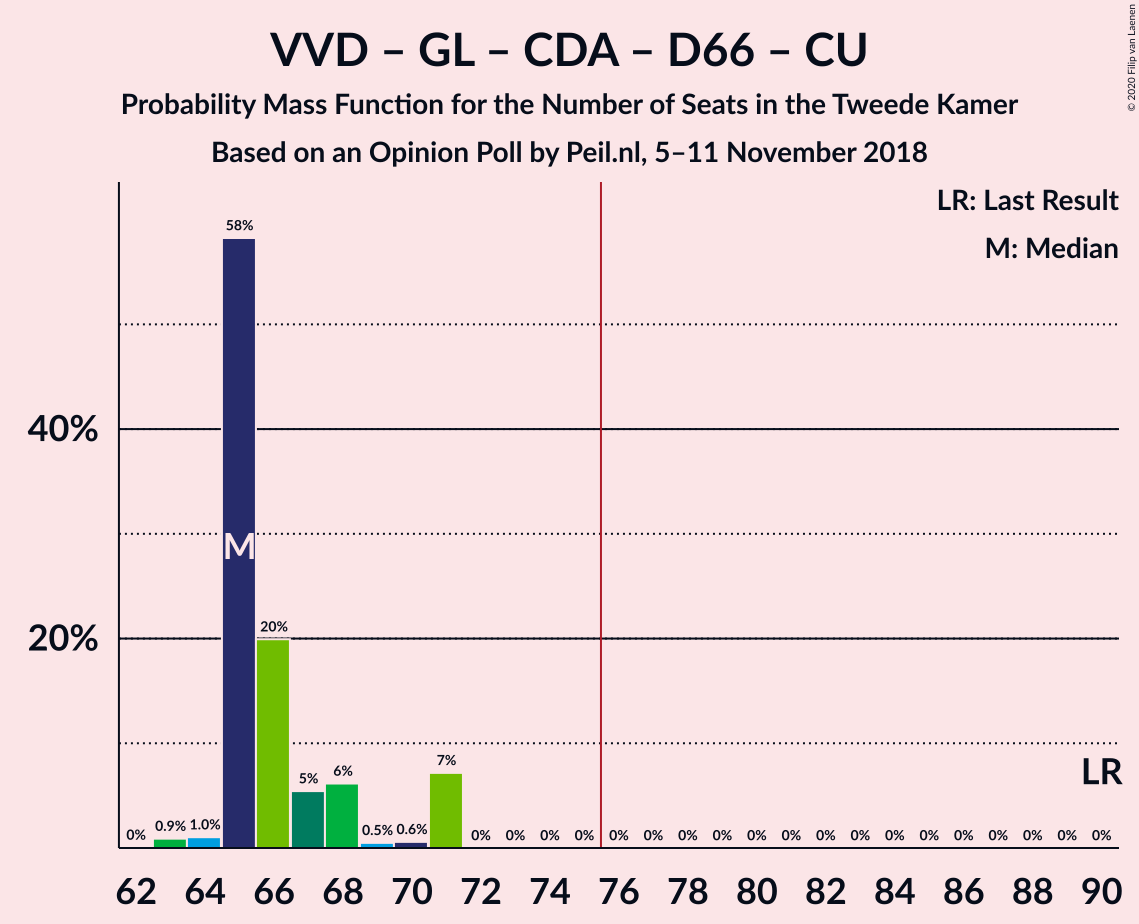 VVD – GL – CDA – D66 – CU
Probability Mass Function for the Number of Seats in the Tweede Kamer
Based on an Opinion Poll by Peil.nl, 5–11 November 2018
© 2020 Filip van Laenen
LR: Last Result
M: Median
58%
40%
M
20%
20%
LR
7%
6%
5%
0% 0.9% 1.0% 0.5% 0.6% 0% 0% 0% 0% 0% 0% 0% 0% 0% 0% 0% 0% 0% 0% 0% 0% 0% 0% 0%
62 64 66 68 70 72 74 76 78 80 82 84 86 88 90